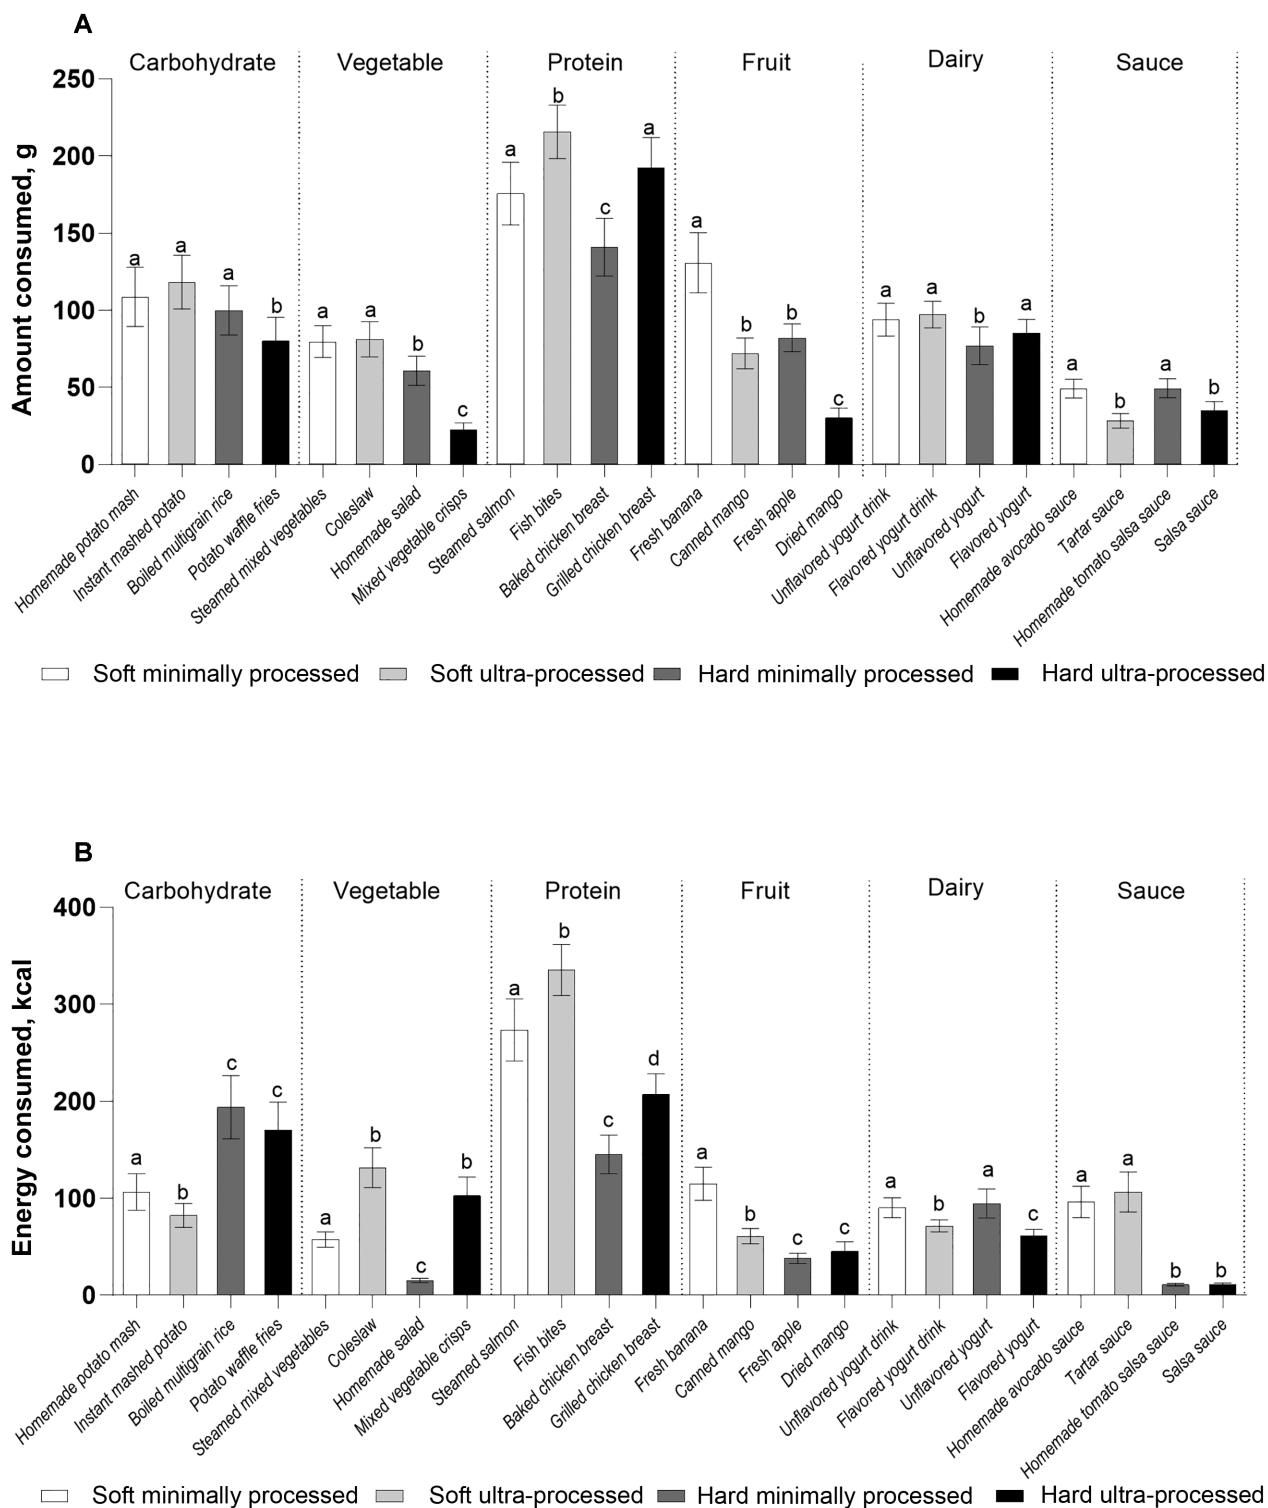 A
Carbohydrate Vegetable Protein Fruit Dairy Sauce
Amount consumed, g
250
200
150
100
50
0
a a a b a a b c a b c a a b b c a a b a a b a b
Homemade potato mash
Instant mashed potato
Boiled multigrain rice
Potato waffle fries
Steamed mixed vegetables
Coleslaw
Homemade salad
Mixed vegetable crisps
Steamed salmon
Fish bites
Baked chicken breast
Grilled chicken breast
Fresh banana
Canned mango
Fresh apple
Dried mango
Unflavored yogurt drink
Flavored yogurt drink
Unflavored yogurt
Flavored yogurt
Homemade avocado sauce
Tartar sauce
Homemade tomato salsa sauce
Salsa sauce
Soft minimally processed Soft ultra-processed Hard minimally processed Hard ultra-processed
B
Carbohydrate Vegetable Protein Fruit Dairy Sauce
Energy consumed, kcal
400
300
200
100
0
a b c c a b c b a b c d a b c c a b a c a a b b
Homemade potato mash
Instant mashed potato
Boiled multigrain rice
Potato waffle fries
Steamed mixed vegetables
Coleslaw
Homemade salad
Mixed vegetable crisps
Steamed salmon
Fish bites
Baked chicken breast
Grilled chicken breast
Fresh banana
Canned mango
Fresh apple
Dried mango
Unflavored yogurt drink
Flavored yogurt drink
Unflavored yogurt
Flavored yogurt
Homemade avocado sauce
Tartar sauce
Homemade tomato salsa sauce
Salsa sauce
Soft minimally processed Soft ultra-processed Hard minimally processed Hard ultra-processed